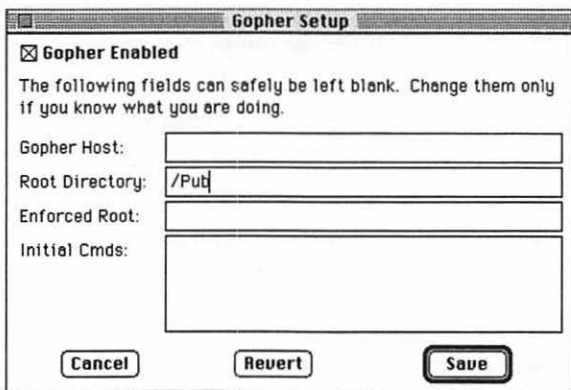 Gopher Setup
Gopher Enabled
The following fields can safely be left blank. Change them only
if you know what you are doing.
Gopher Host:
Root Directory: /Pub
Enforced Root:
Initial Cmds:
Cancel Revert Save